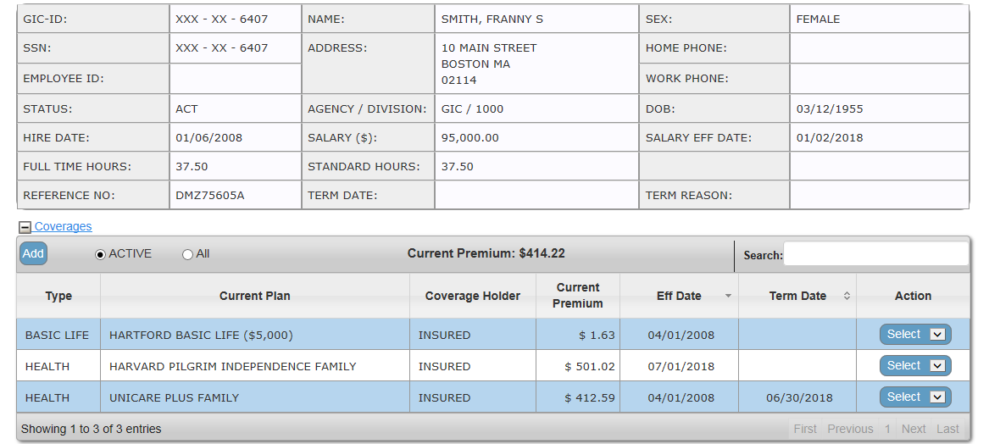 GIC-ID: XXX - XX - 6407 NAME: SMITH, FRANNY S SEX: FEMALE
SSN: XXX - XX - 6407 ADDRESS: 10 MAIN STREET HOME PHONE:
BOSTON MA
EMPLOYEE ID: 02114 WORK PHONE:
STATUS: ACT AGENCY / DIVISION: GIC / 1000 DOB: 03/12/1955
HIRE DATE: 01/06/2008 SALARY ($): 95,000.00 SALARY EFF DATE: 01/02/2018
FULL TIME HOURS: 37.50 STANDARD HOURS: 37.50
REFERENCE NO: DMZ75605A TERM DATE: TERM REASON:
Coverages
Add ACTIVE All Current Premium: $414.22 Search:
Type Current Plan Coverage Holder Current Premium Eff Date Term Date Action
BASIC LIFE HARTFORD BASIC LIFE ($5,000) INSURED $ 1.63 04/01/2008 Select
HEALTH HARVARD PILGRIM INDEPENDENCE FAMILY INSURED $ 501.02 07/01/2018 Select
HEALTH UNICARE PLUS FAMILY INSURED $ 412.59 04/01/2008 06/30/2018 Select
Showing 1 to 3 of 3 entries First Previous 1 Next Last